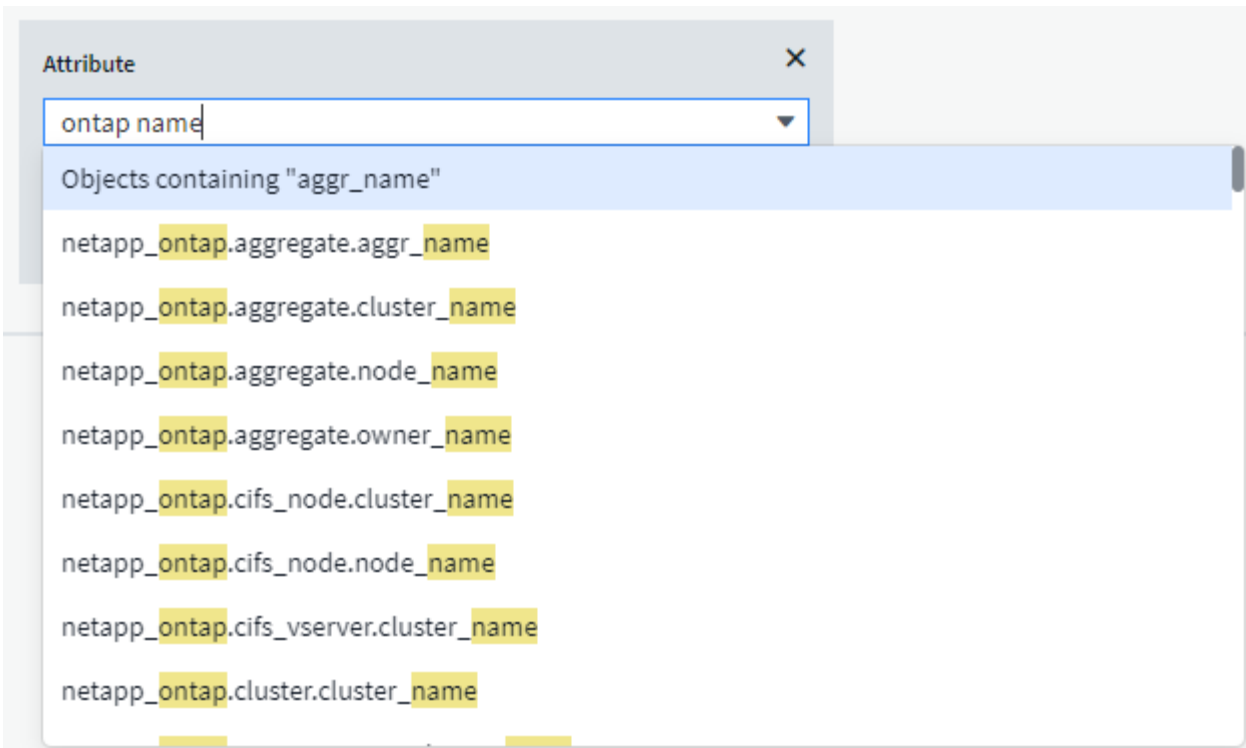 Attribute
ontap name
Objects containing "aggr_name"
netapp_ontap.aggregate.aggr_name
netapp_ontap.aggregate.cluster_name
netapp_ontap.aggregate.node_name
netapp_ontap.aggregate.owner_name
netapp_ontap.cifs_node.cluster_name
netapp_ontap.cifs_node.node_name
netapp_ontap.cifs_vserver.cluster_name
netapp_ontap.cluster.cluster_name